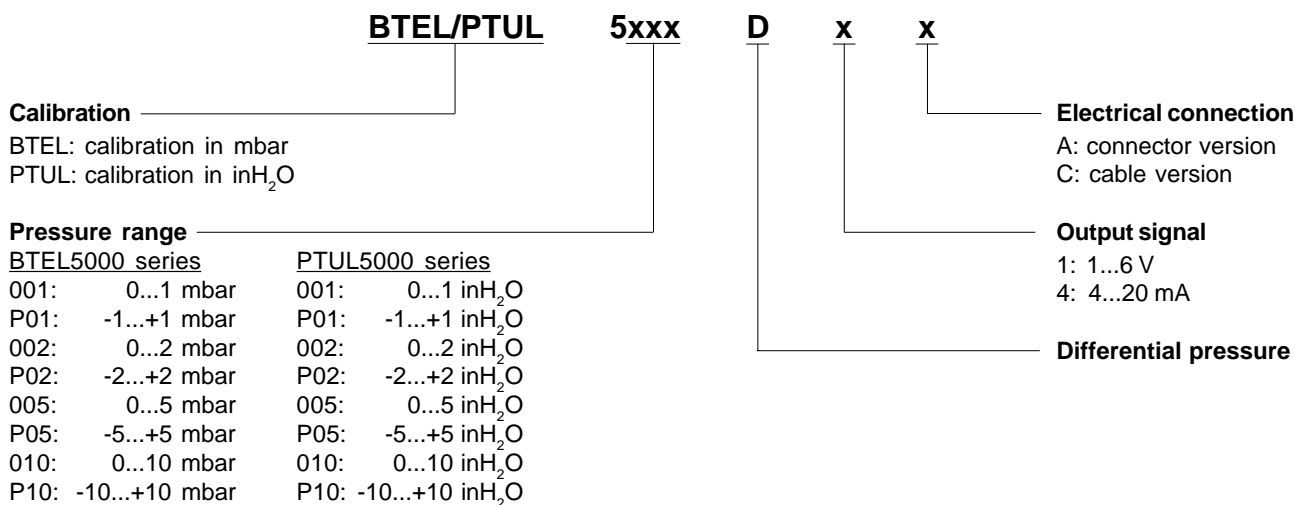 BTEL/PTUL 5xxx D x x
Calibration
BTEL: calibration in mbar
PTUL: calibration in inH₂O
Pressure range
BTEL5000 series PTUL5000 series
001: 0...1 mbar 001: 0...1 inH₂O
P01: -1...+1 mbar P01: -1...+1 inH₂O
002: 0...2 mbar 002: 0...2 inH₂O
P02: -2...+2 mbar P02: -2...+2 inH₂O
005: 0...5 mbar 005: 0...5 inH₂O
P05: -5...+5 mbar P05: -5...+5 inH₂O
010: 0...10 mbar 010: 0...10 inH₂O
P10: -10...+10 mbar P10: -10...+10 inH₂O
Electrical connection
A: connector version
C: cable version
Output signal
1: 1...6 V
4: 4...20 mA
Differential pressure